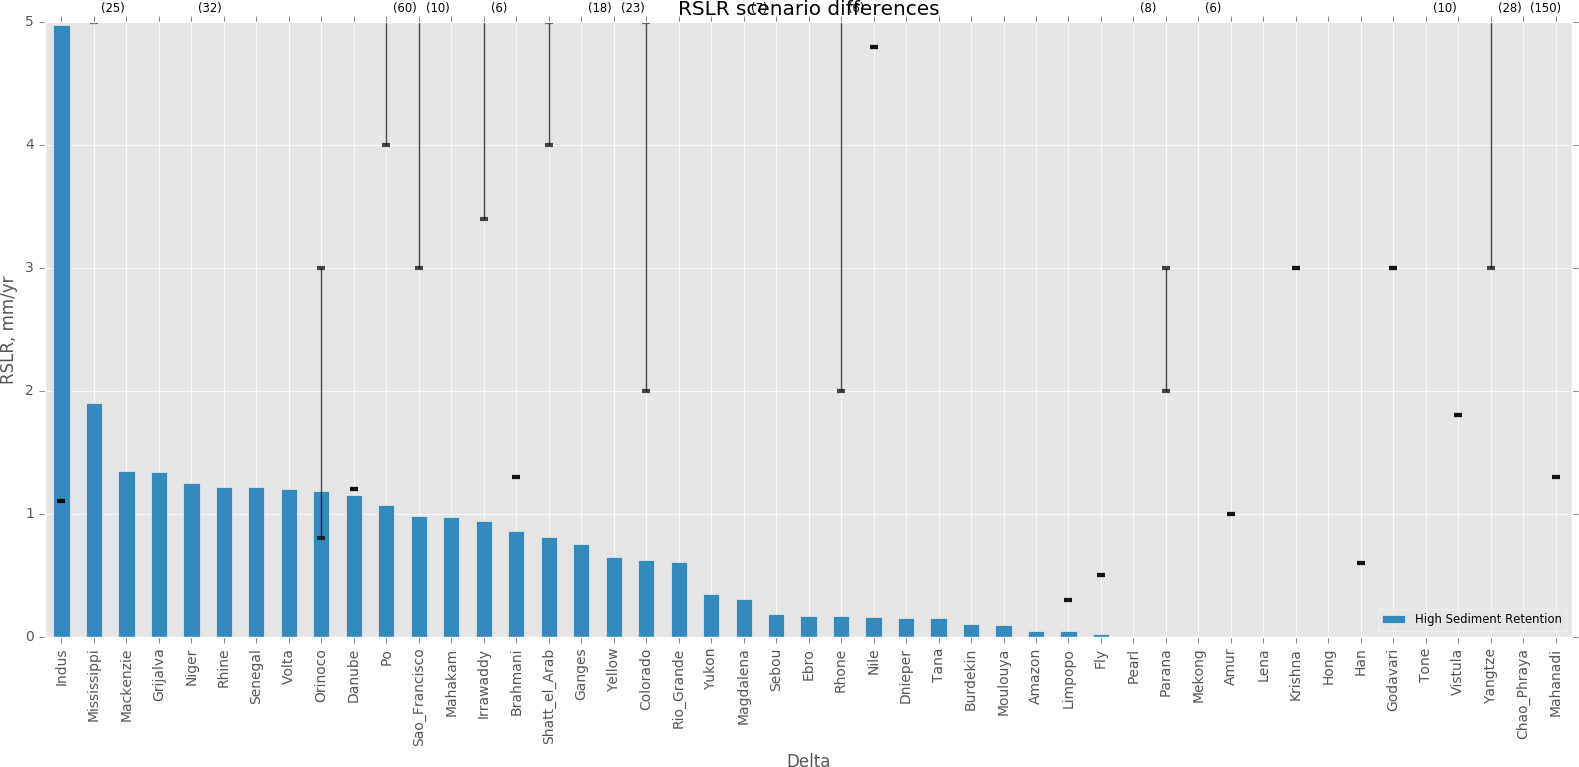 RSLR scenario differences
(25) (32) (60) (10) (6) (18) (23) (7) (6) (8) (6) (10) (28) (150)
5
4
3
2
1
0
RSLR, mm/yr
High Sediment Retention
Indus
Mississippi
Mackenzie
Grijalva
Niger
Rhine
Senegal
Volta
Orinoco
Danube
Po
Sao_Francisco
Mahakam
Irrawaddy
Brahmani
Shatt_el_Arab
Ganges
Yellow
Colorado
Rio_Grande
Yukon
Magdalena
Sebou
Ebro
Rhone
Nile
Dnieper
Tana
Burdekin
Moulouya
Amazon
Limpopo
Fly
Pearl
Parana
Mekong
Amur
Lena
Krishna
Hong
Han
Godavari
Tone
Vistula
Yangtze
Chao_Phraya
Mahanadi
Delta